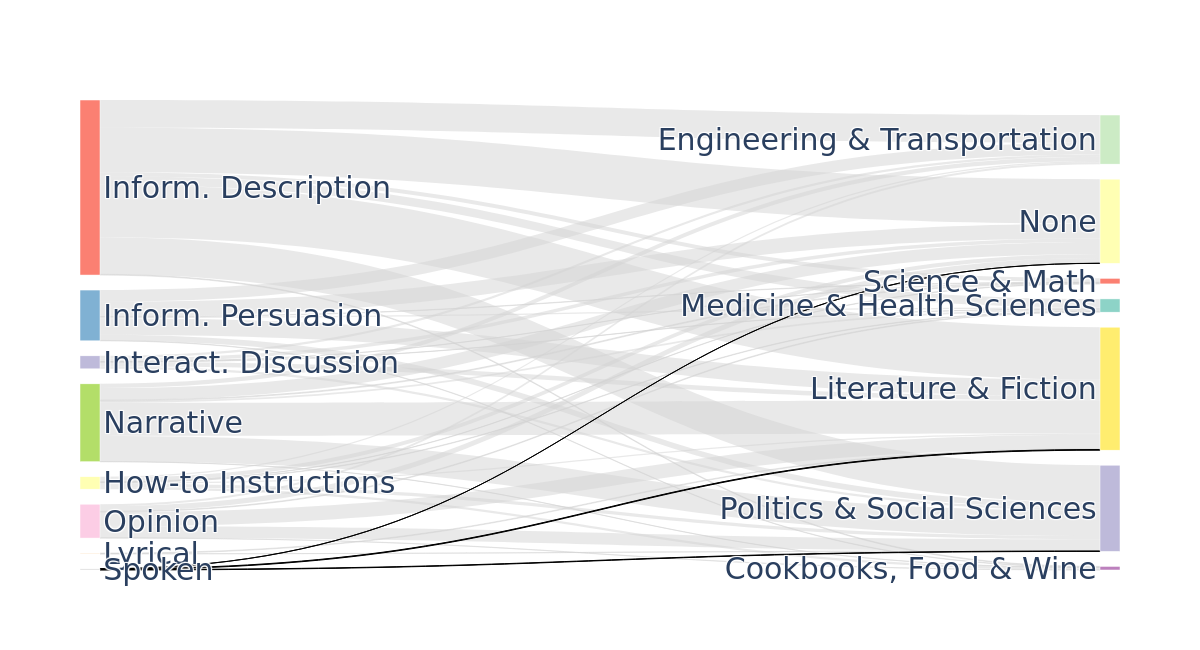 Inform. Description
Inform. Persuasion
Interact. Discussion
Narrative
How-to Instructions
Opinion
Lyrical
Spoken
Engineering & Transportation
None
Science & Math
Medicine & Health Sciences
Literature & Fiction
Politics & Social Sciences
Cookbooks, Food & Wine